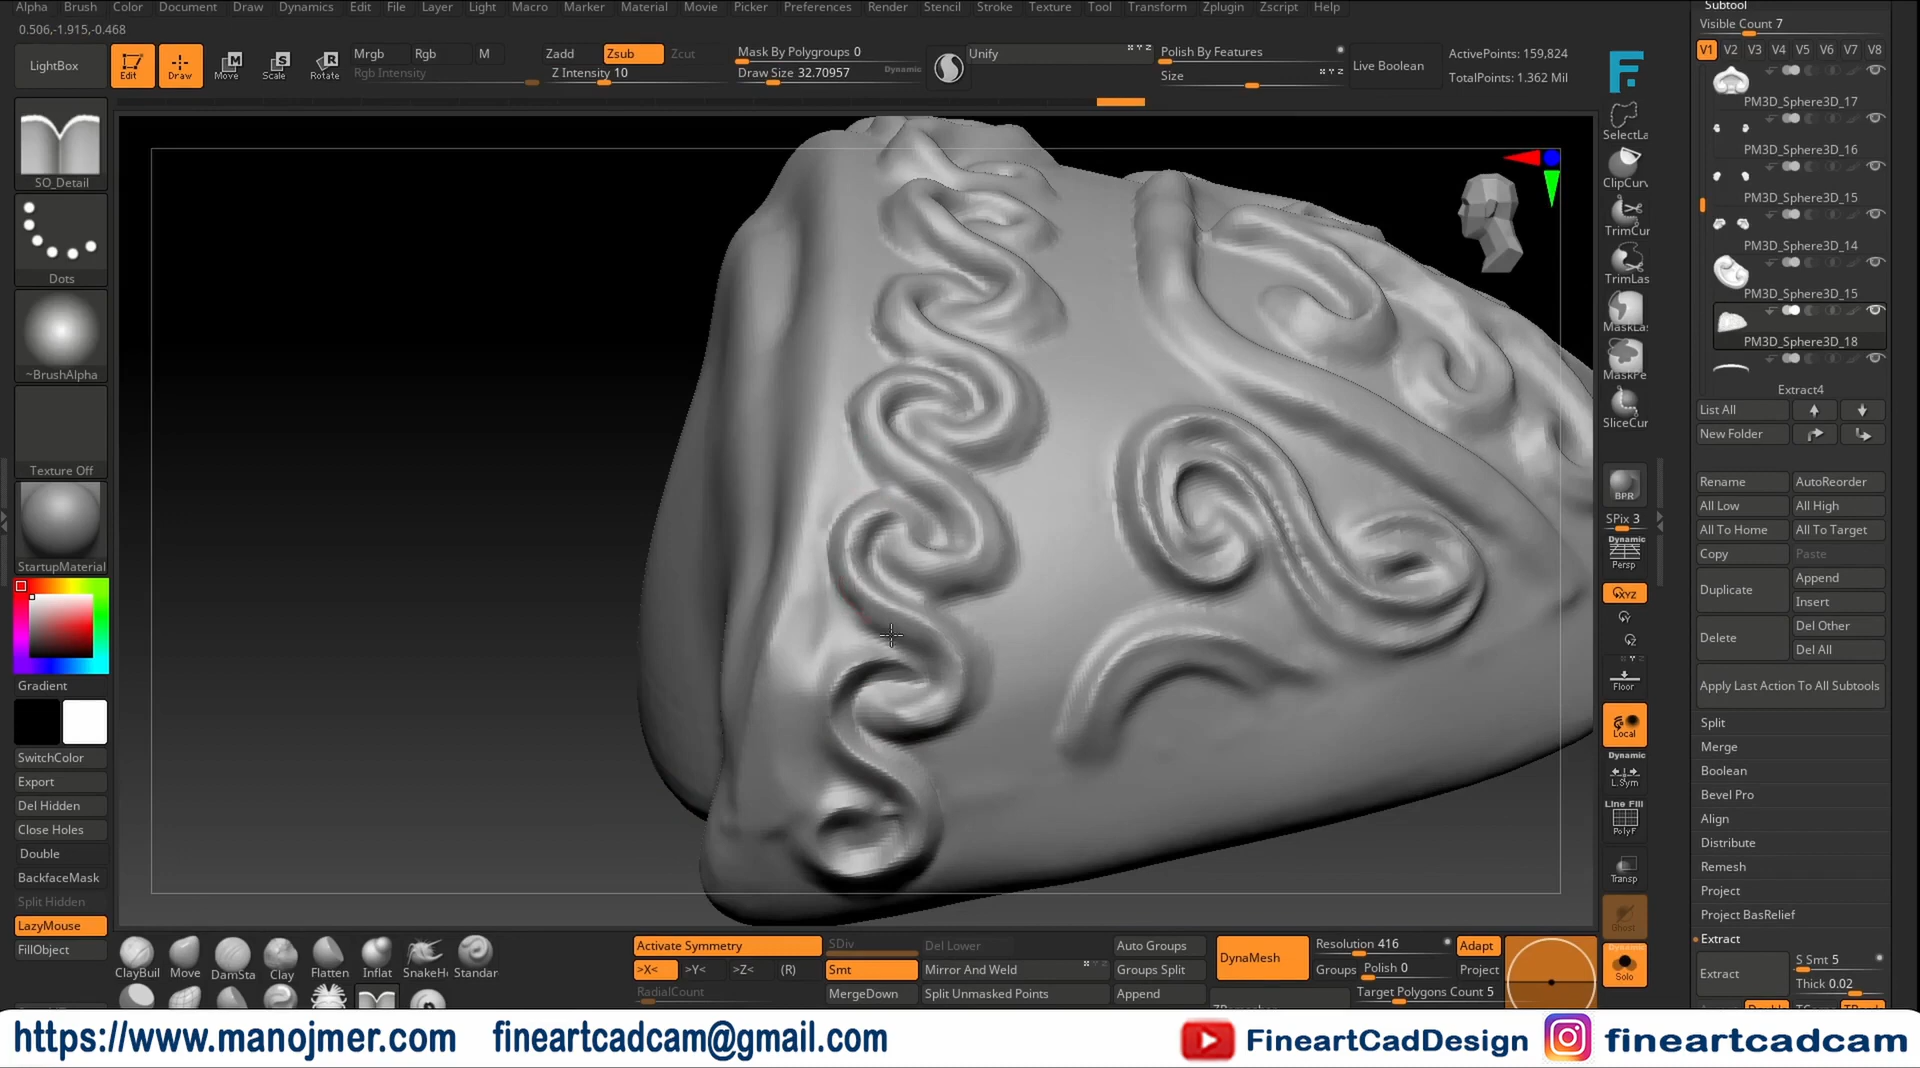 Alpha Brush Color Document Draw Dynamics Edit File Layer Light Macro Marker Material Movie Picker Preferences Render Stencil Stroke Texture Tool Transform Zplugin Zscript Help
0.506,-1.915,-0.468
LightBox
Edit
Draw
Move
Scale
Rotate
Mrgb Rgb M
Rgb Intensity
Zadd Zsub Zcut
Z Intensity 10
Mask By Polygroups 0
Draw Size 32.70957
Dynamic
Unify
Polish By Features
Size
Live Boolean
ActivePoints: 159,824
TotalPoints: 1.362 Mil
SO_Detail
Dots
~BrushAlpha
Texture Off
StartupMaterial
Gradient
SwitchColor
Export
Del Hidden
Close Holes
Double
BackfaceMask
Split Hidden
LazyMouse
FillObject
SelectLa
ClipCurv
TrimCur
TrimLas
MaskLas
MaskPe
SliceCur
BPR
SPix 3
Dynamic
Persp
XYZ
Floor
Local
Dynamic
L.Sym
Line Fill
PolyF
Transp
Ghost
Dynamic
Solo
Subtool
Visible Count 7
V1 V2 V3 V4 V5 V6 V7 V8
PM3D_Sphere3D_17
PM3D_Sphere3D_16
PM3D_Sphere3D_15
PM3D_Sphere3D_14
PM3D_Sphere3D_15
PM3D_Sphere3D_18
Extract4
List All
New Folder
Rename AutoReorder
All Low All High
All To Home All To Target
Copy Paste
Duplicate
Append
Insert
Delete
Del Other
Del All
Apply Last Action To All Subtools
Split
Merge
Boolean
Bevel Pro
Align
Distribute
Remesh
Project
Project BasRelief
Extract
Extract
S Smt 5
Thick 0.02
ClayBuil Move DamSta Clay Flatten Inflat SnakeH Standar
Activate Symmetry
>X< >Y< >Z< (R)
RadialCount
SDiv
Smt
MergeDown
Del Lower
Mirror And Weld
Split Unmasked Points
Auto Groups
Groups Split
Append
DynaMesh
Resolution 416
Groups Polish 0
Target Polygons Count 5
Adapt
Project
https://www.manojmer.com fineartcadcam@gmail.com FineartCadDesign fineartcadcam